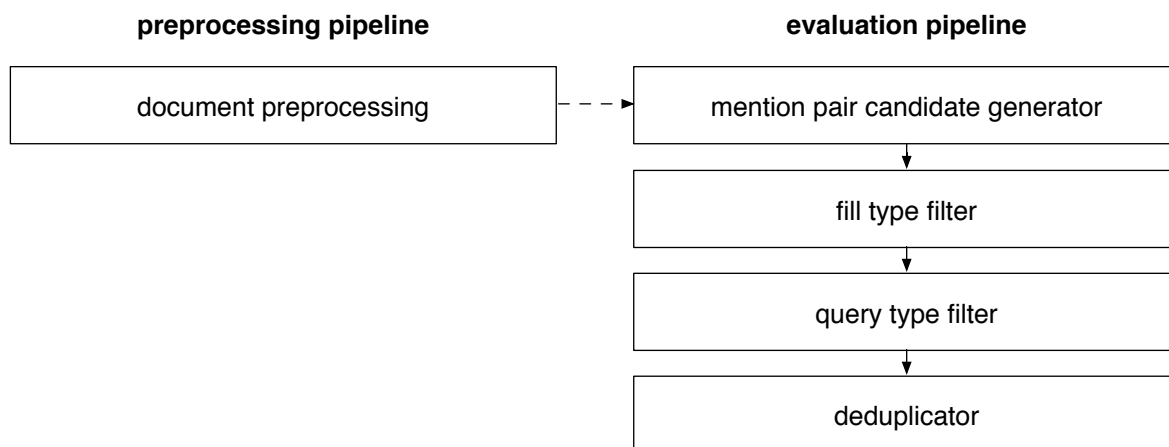 preprocessing pipeline
evaluation pipeline
document preprocessing
mention pair candidate generator
fill type filter
query type filter
deduplicator